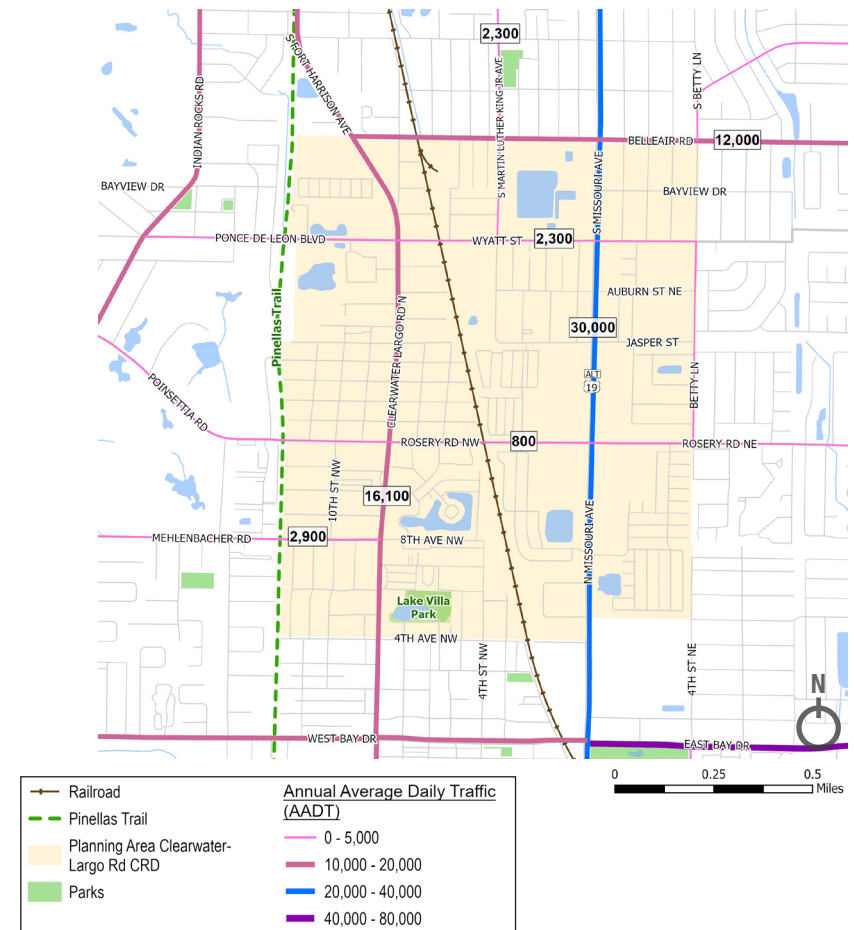 2,300
S FORT HARRISON AVE
S MARTIN LUTHER KING JR AVE
S BETTY LN
INDIAN ROCKS RD
BELLEAIR RD
12,000
BAYVIEW DR
BAYVIEW DR
S MISSOURI AVE
PONCE DE LEON BLVD
WYATT ST
2,300
AUBURN ST NE
Pinellas Trail
CLEARWATER LARGO RD N
30,000
JASPER ST
ALT
19
BETTY LN
POINSETTIA RD
ROSERY RD NW
800
ROSERY RD NE
10TH ST NW
16,100
N MISSOURI AVE
MEHLENBACHER RD
2,900
8TH AVE NW
Lake Villa
Park
4TH AVE NW
4TH ST NW
4TH ST NE
N
WEST BAY DR
EAST BAY DR
0
0.25
0.5
Miles
Railroad
Pinellas Trail
Planning Area Clearwater-
Largo Rd CRD
Parks
Annual Average Daily Traffic
(AADT)
0 - 5,000
10,000 - 20,000
20,000 - 40,000
40,000 - 80,000